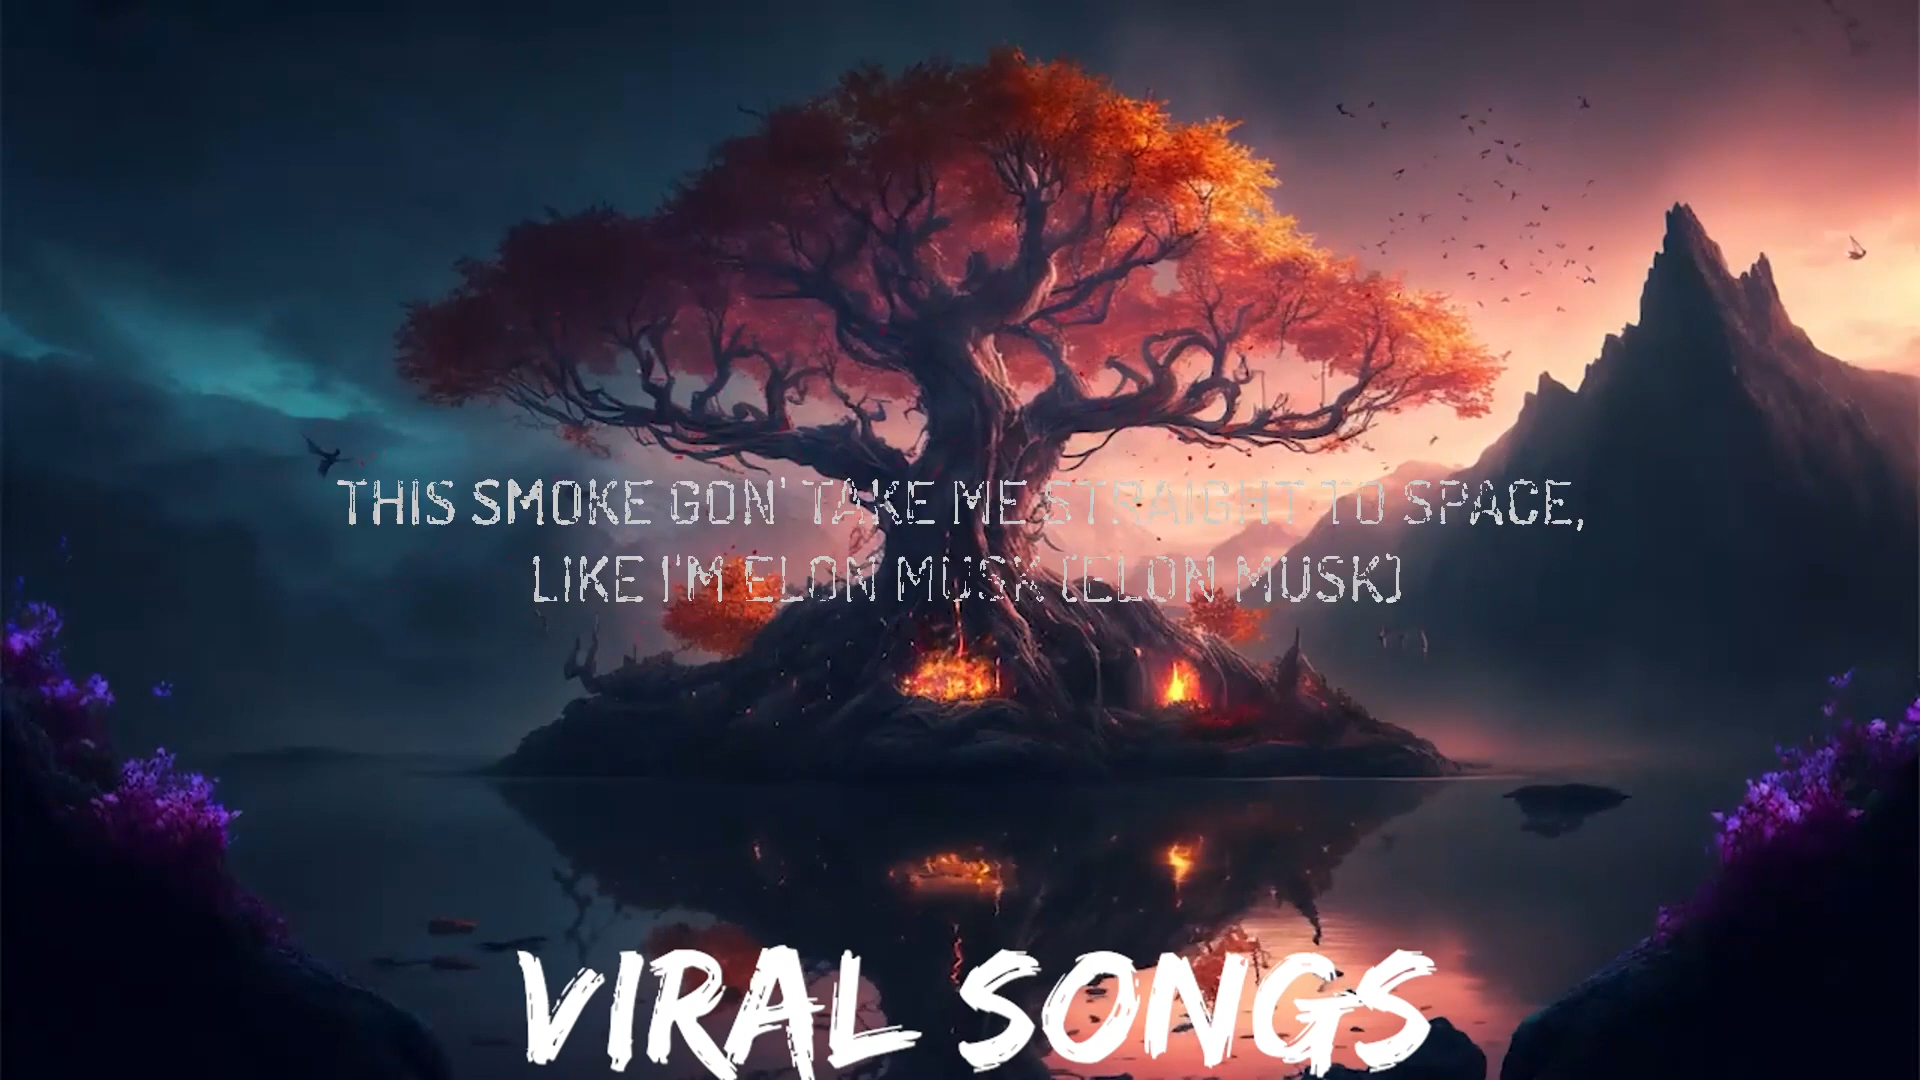 THIS SMOKE GON' TAKE ME STRAIGHT TO SPACE,
LIKE I'M ELON MUSK (ELON MUSK)
VIRAL SONGS